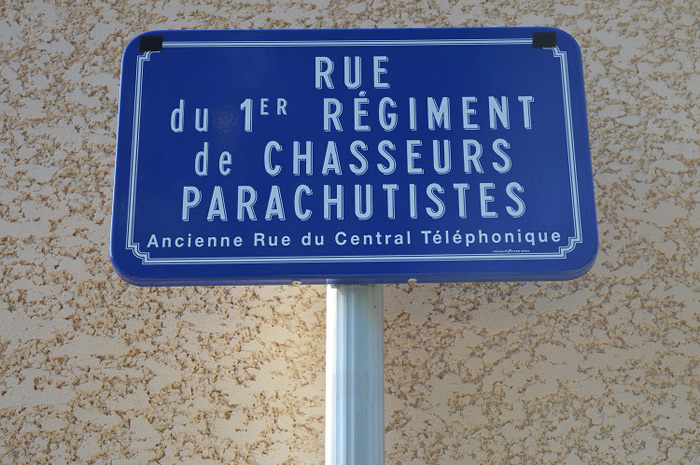 RUE
du 1ER RÉGIMENT
de CHASSEURS
PARACHUTISTES
Ancienne Rue du Central Téléphonique